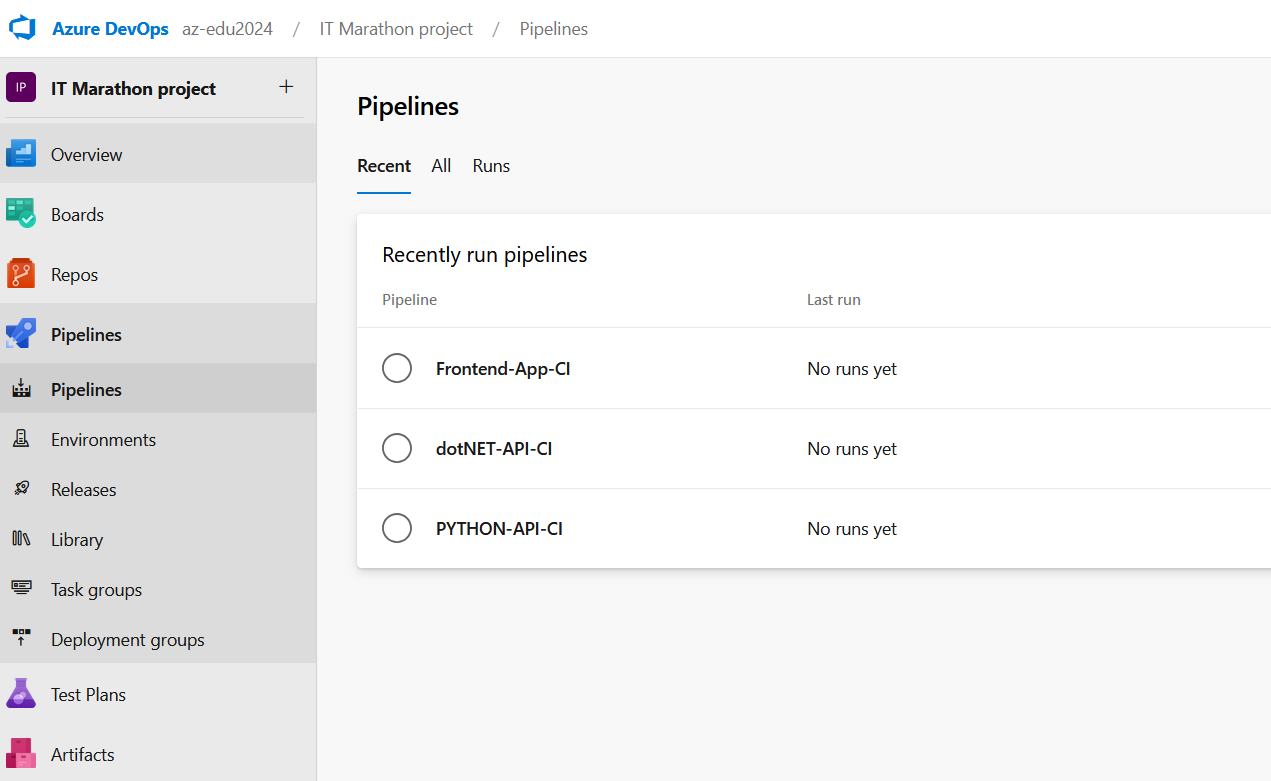 Azure DevOps az-edu2024 / IT Marathon project / Pipelines
IP IT Marathon project +
Overview
Boards
Repos
Pipelines
Pipelines
Environments
Releases
Library
Task groups
Deployment groups
Test Plans
Artifacts
Pipelines
Recent All Runs
Recently run pipelines
Pipeline Last run
Frontend-App-CI No runs yet
dotNET-API-CI No runs yet
PYTHON-API-CI No runs yet